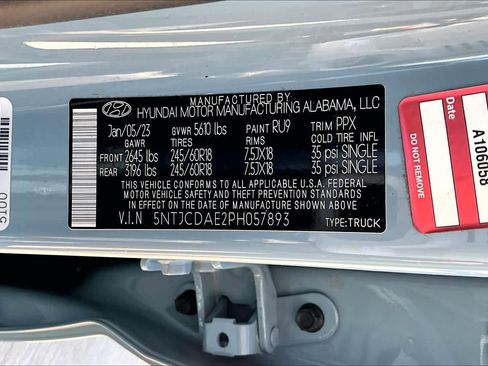 MANUFACTURED BY
HYUNDAI MOTOR MANUFACTURING ALABAMA, LLC
Jan/05/23 GVWR 5610 lbs PAINT RU9 TRIM PPX
GAWR TIRES RIMS COLD TIRE INFL
FRONT 2645 lbs 245/60R18 7.5JX18 35 psi SINGLE
REAR 3196 lbs 245/60R18 7.5JX18 35 psi SINGLE
THIS VEHICLE CONFORMS TO ALL APPLICABLE U.S.A. FEDERAL
MOTOR VEHICLE SAFETY AND THEFT PREVENTION STANDARDS
IN EFFECT ON THE DATE OF MANUFACTURE SHOWN ABOVE.
V.I.N 5NTJCDAE2PH057893 TYPE:TRUCK
5100
DO NOT REMOVE
A106058